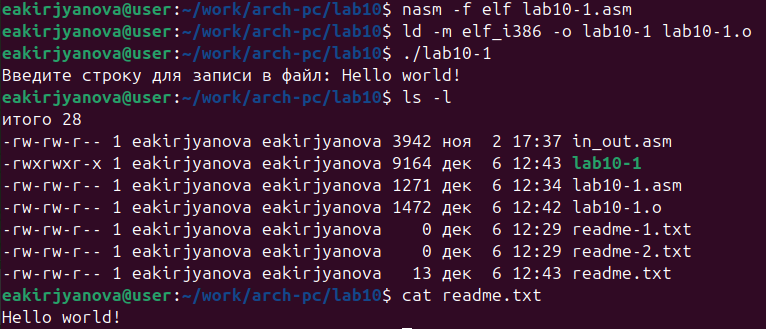 eakirjyanova@user:~/work/arch-pc/lab10$ nasm -f elf lab10-1.asm
eakirjyanova@user:~/work/arch-pc/lab10$ ld -m elf_i386 -o lab10-1 lab10-1.o
eakirjyanova@user:~/work/arch-pc/lab10$ ./lab10-1
Введите строку для записи в файл: Hello world!
eakirjyanova@user:~/work/arch-pc/lab10$ ls -l
итого 28
-rw-rw-r-- 1 eakirjyanova eakirjyanova 3942 ноя  2 17:37 in_out.asm
-rwxrwxr-x 1 eakirjyanova eakirjyanova 9164 дек  6 12:43 lab10-1
-rw-rw-r-- 1 eakirjyanova eakirjyanova 1271 дек  6 12:34 lab10-1.asm
-rw-rw-r-- 1 eakirjyanova eakirjyanova 1472 дек  6 12:42 lab10-1.o
-rw-rw-r-- 1 eakirjyanova eakirjyanova    0 дек  6 12:29 readme-1.txt
-rw-rw-r-- 1 eakirjyanova eakirjyanova    0 дек  6 12:29 readme-2.txt
-rw-rw-r-- 1 eakirjyanova eakirjyanova   13 дек  6 12:43 readme.txt
eakirjyanova@user:~/work/arch-pc/lab10$ cat readme.txt
Hello world!